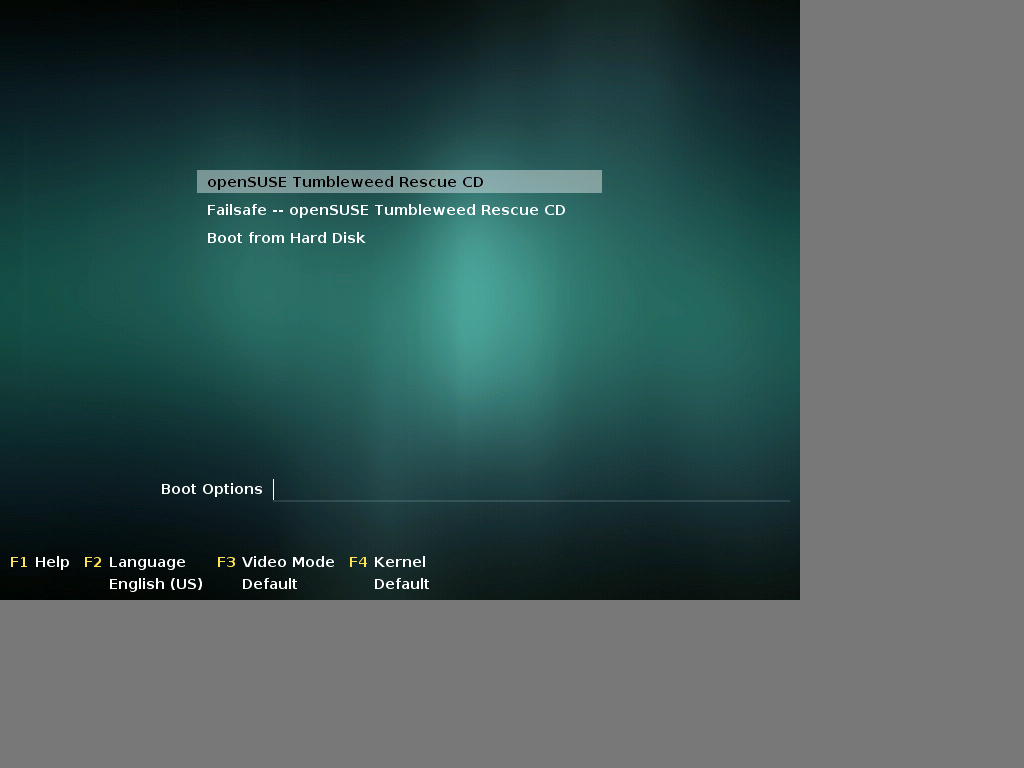 openSUSE Tumbleweed Rescue CD
Failsafe -- openSUSE Tumbleweed Rescue CD
Boot from Hard Disk
Boot Options
F1 Help F2 Language F3 Video Mode F4 Kernel
English (US) Default Default